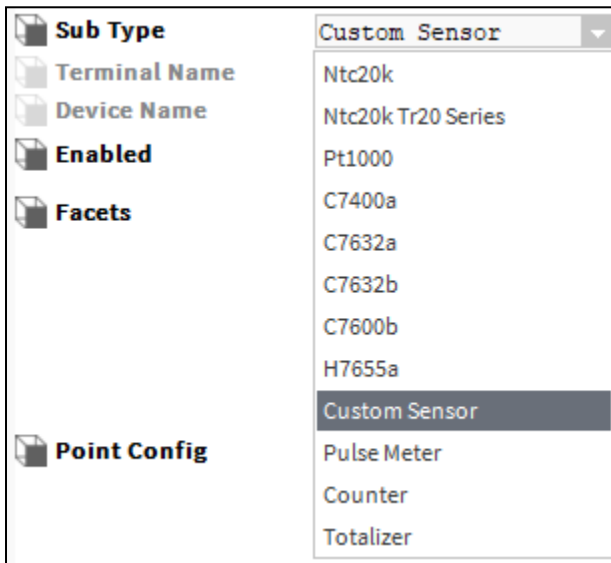 Sub Type Custom Sensor
Terminal Name Ntc20k
Device Name Ntc20k Tr20 Series
Enabled Pt1000
C7400a
Facets
C7632a
C7632b
C7600b
H7655a
Custom Sensor
Point Config Pulse Meter
Counter
Totalizer